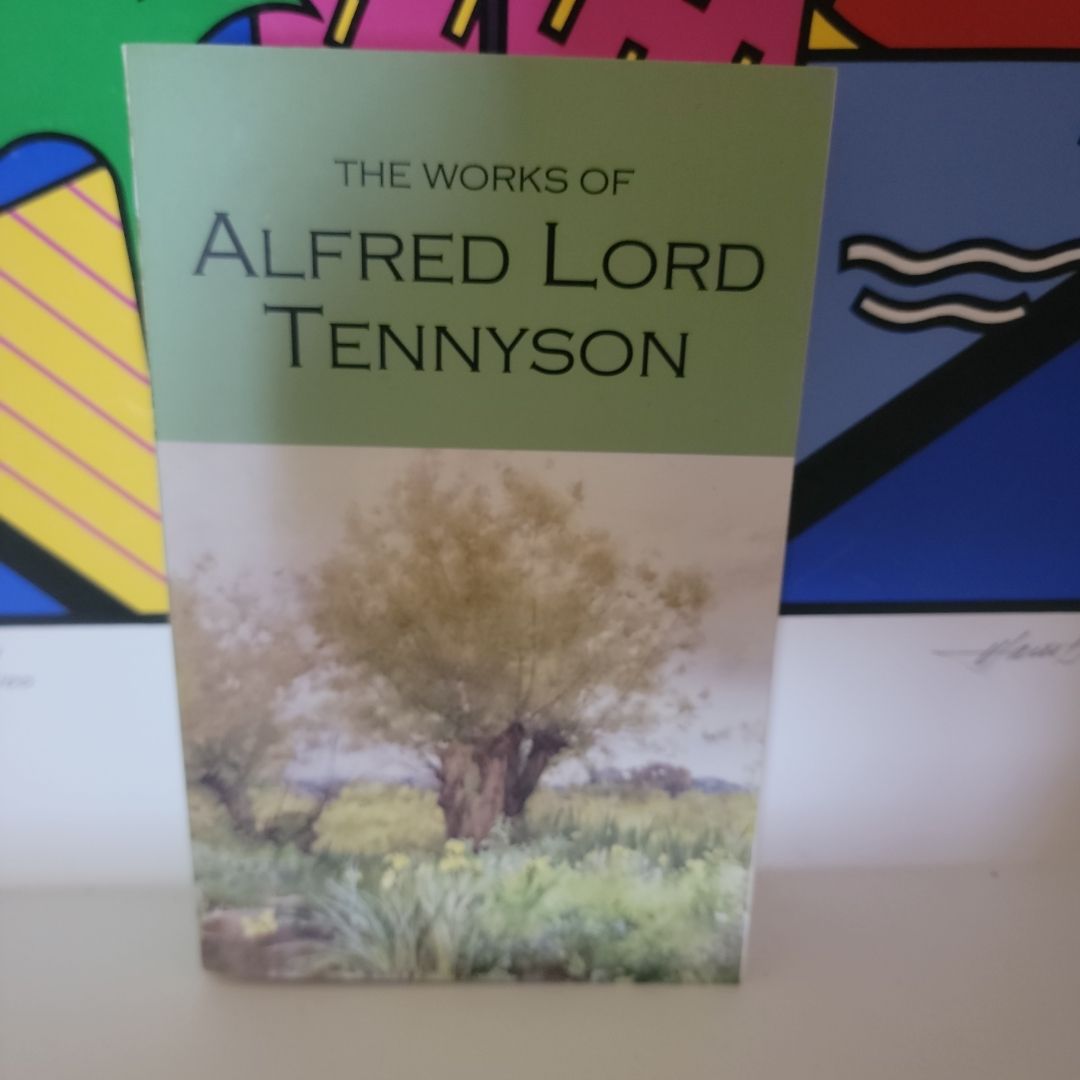 THE WORKS OF
ALFRED LORD
TENNYSON